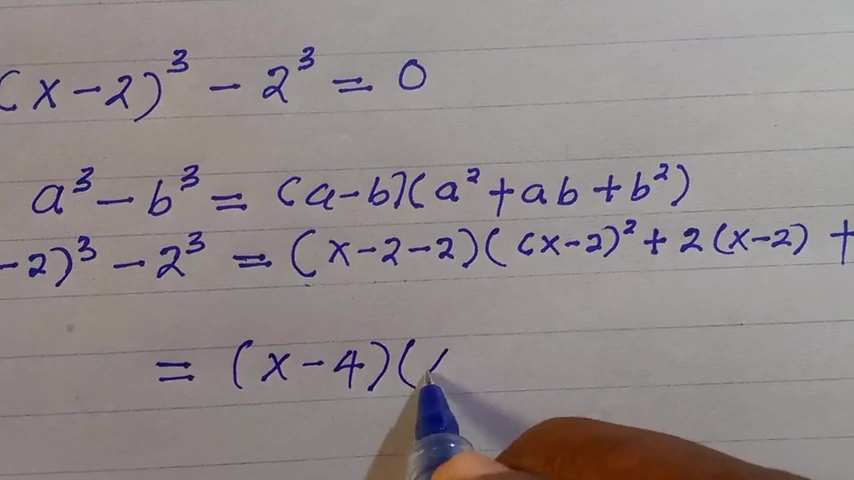 (x-2)³ - 2³ = 0
a³ - b³ = (a-b)(a² + ab + b²)
-2)³ - 2³ = (x-2-2)((x-2)² + 2(x-2) +
= (x-4)(